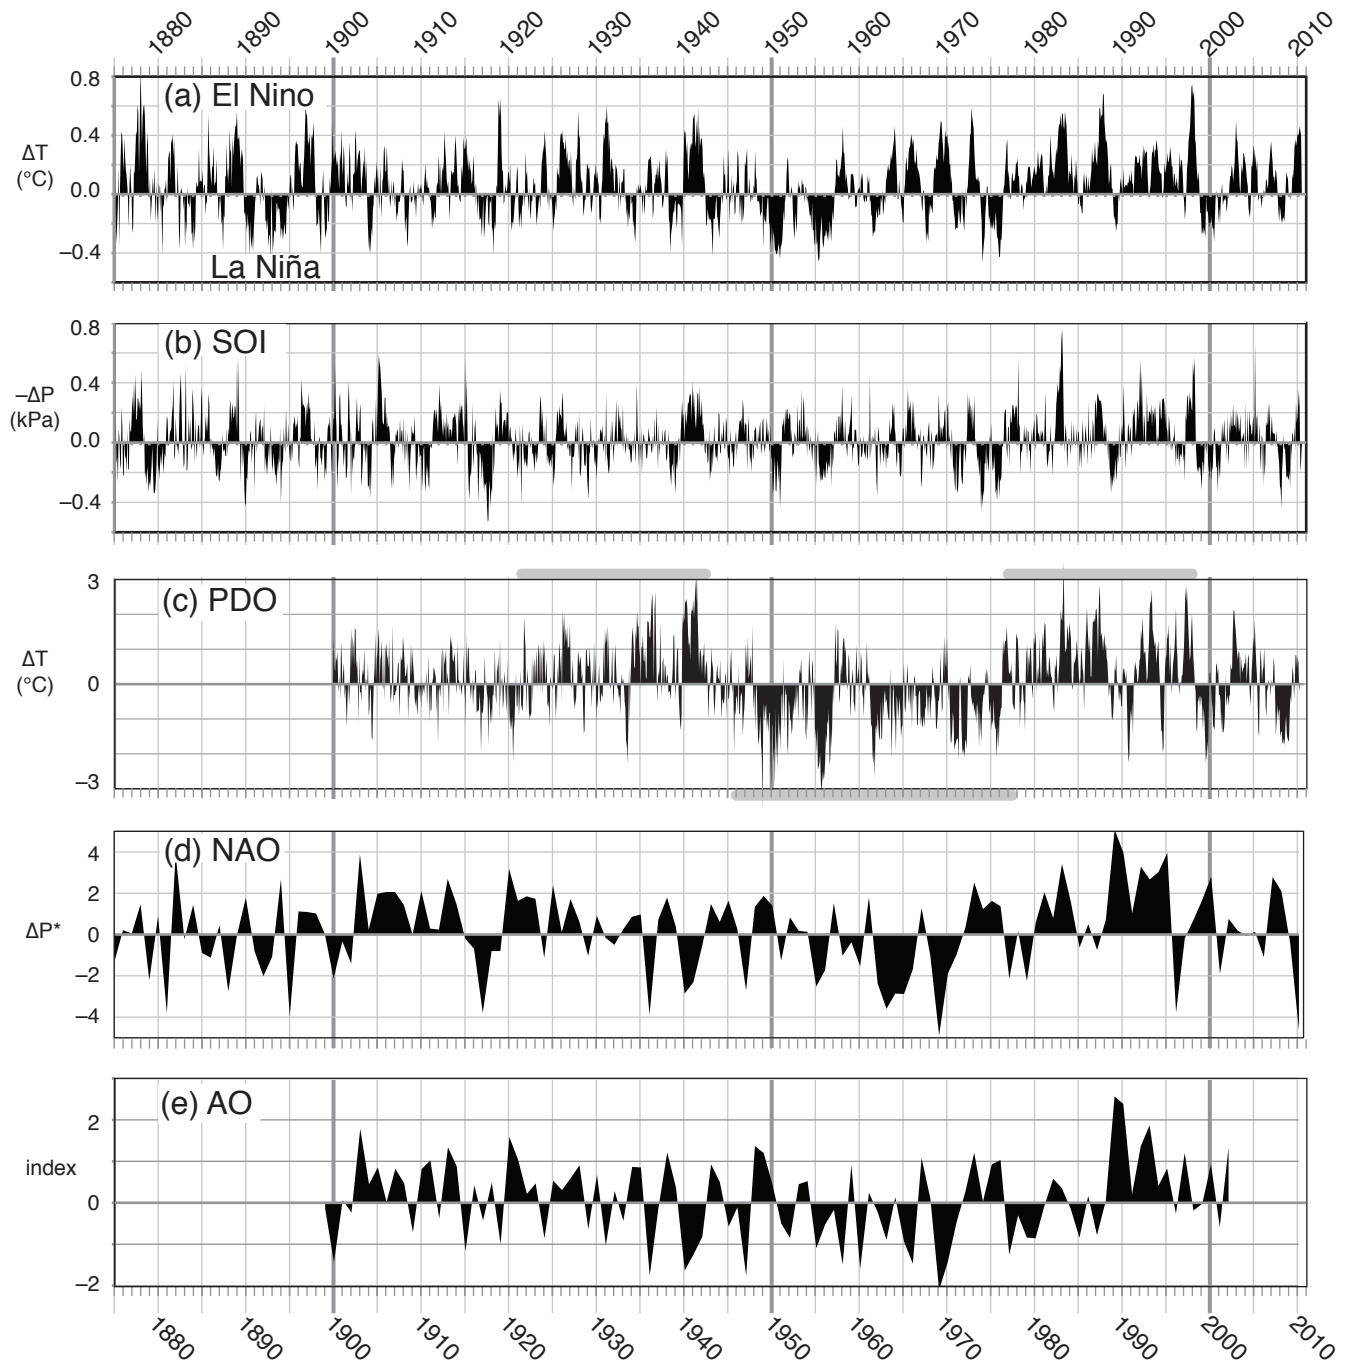 1880 1890 1900 1910 1920 1930 1940 1950 1960 1970 1980 1990 2000 2010
0.8
(a) El Nino
0.4
ΔT
(°C)
0.0
–0.4
La Niña
0.8
(b) SOI
0.4
–ΔP
(kPa)
0.0
–0.4
3
(c) PDO
ΔT
(°C)
0
–3
(d) NAO
4
2
ΔP*
0
–2
–4
(e) AO
2
index
0
–2
1880 1890 1900 1910 1920 1930 1940 1950 1960 1970 1980 1990 2000 2010